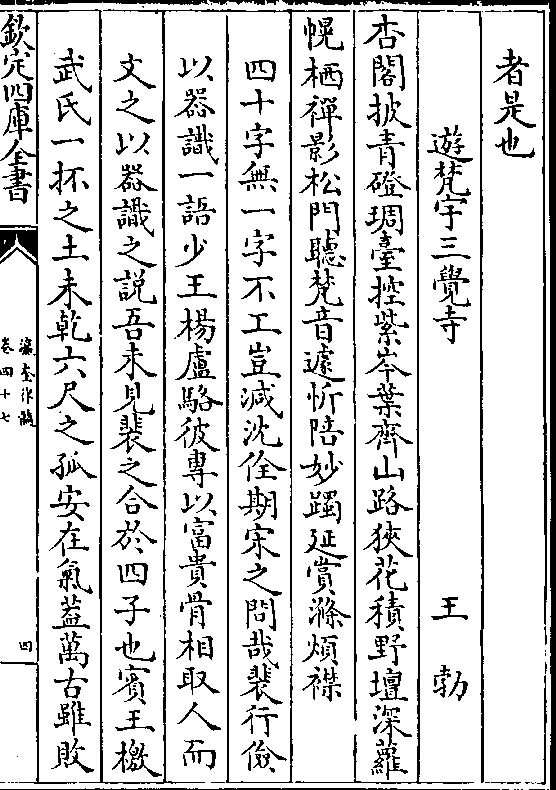 者是也
遊梵宇三覺寺　王勃
杏閣披青磴琱臺控紫岑葉齊山路狹花積野壇深蘿
幌栖禪影松門聽梵音遽忻陪妙躅延賞滌煩襟
四十字無一字不工豈減沈佺期宋之問哉裴行儉
以器識一語少王楊盧駱彼專以富貴骨相取人而
文之以器識之説吾未見裴之合於四子也賓王檄
武氏一抔之土未乾六尺之孤安在氣葢萬古雖敗
欽定四庫全書
瀛奎律髓
卷四十七
四